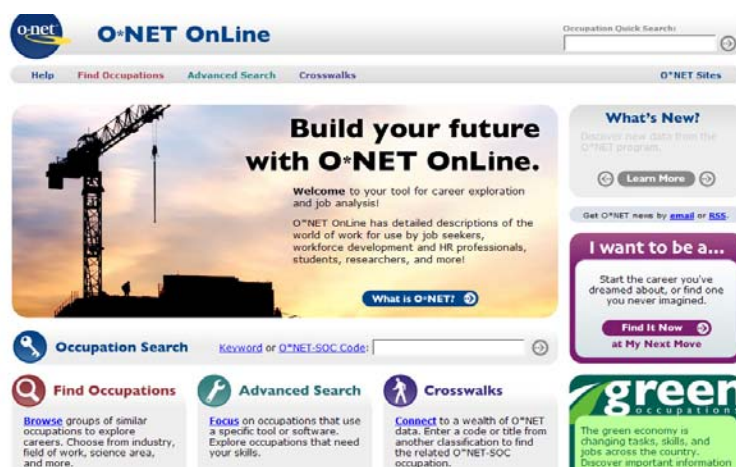 o·net
O*NET OnLine
Occupation Quick Search:
Help Find Occupations Advanced Search Crosswalks O*NET Sites
Build your future
with O*NET OnLine.
Welcome to your tool for career exploration
and job analysis!
O*NET OnLine has detailed descriptions of the
world of work for use by job seekers,
workforce development and HR professionals,
students, researchers, and more!
What is O*NET?
What's New?
Discover new data from the
O*NET program.
Learn More
Get O*NET news by email or RSS.
I want to be a...
Start the career you've
dreamed about, or find one
you never imagined.
Find It Now
at My Next Move
Occupation Search Keyword or O*NET-SOC Code:
Find Occupations
Browse groups of similar
occupations to explore
careers. Choose from industry,
field of work, science area,
and more.
Advanced Search
Focus on occupations that use
a specific tool or software.
Explore occupations that need
your skills.
Crosswalks
Connect to a wealth of O*NET
data. Enter a code or title from
another classification to find
the related O*NET-SOC
occupation.
green
occupations
The green economy is
changing tasks, skills, and
jobs across the country.
Discover important information